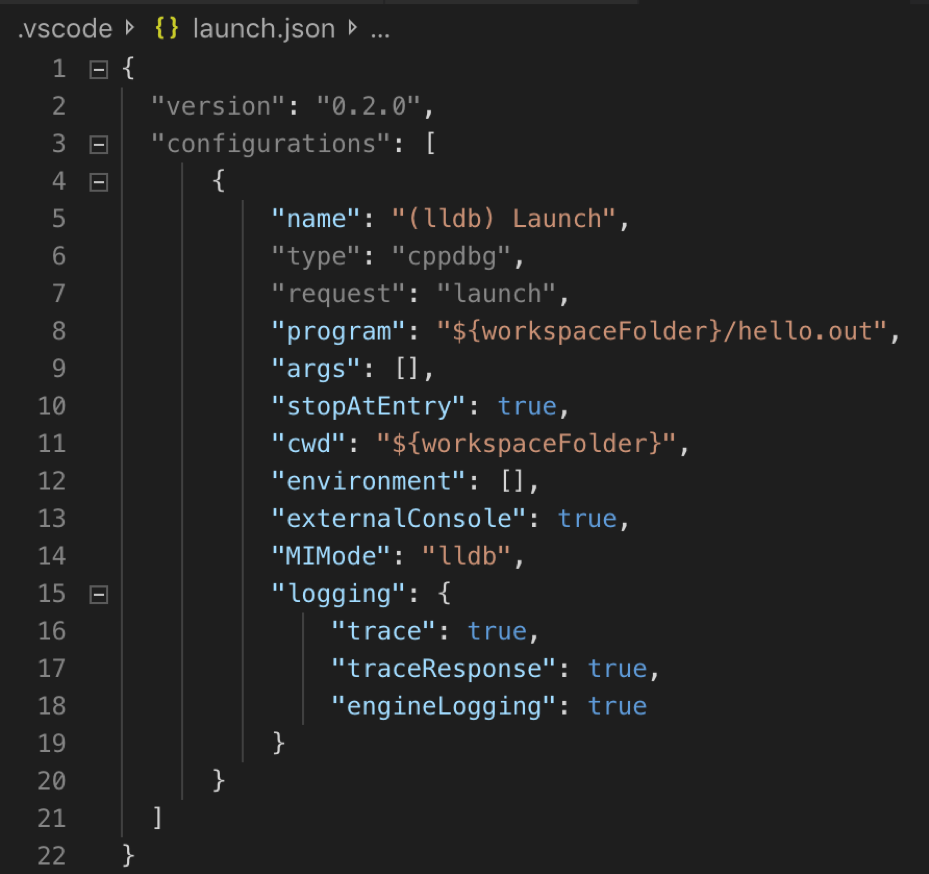 .vscode > {} launch.json > ...
1 {
2 "version": "0.2.0",
3 "configurations": [
4 {
5 "name": "(lldb) Launch",
6 "type": "cppdbg",
7 "request": "launch",
8 "program": "${workspaceFolder}/hello.out",
9 "args": [],
10 "stopAtEntry": true,
11 "cwd": "${workspaceFolder}",
12 "environment": [],
13 "externalConsole": true,
14 "MIMode": "lldb",
15 "logging": {
16 "trace": true,
17 "traceResponse": true,
18 "engineLogging": true
19 }
20 }
21 ]
22 }